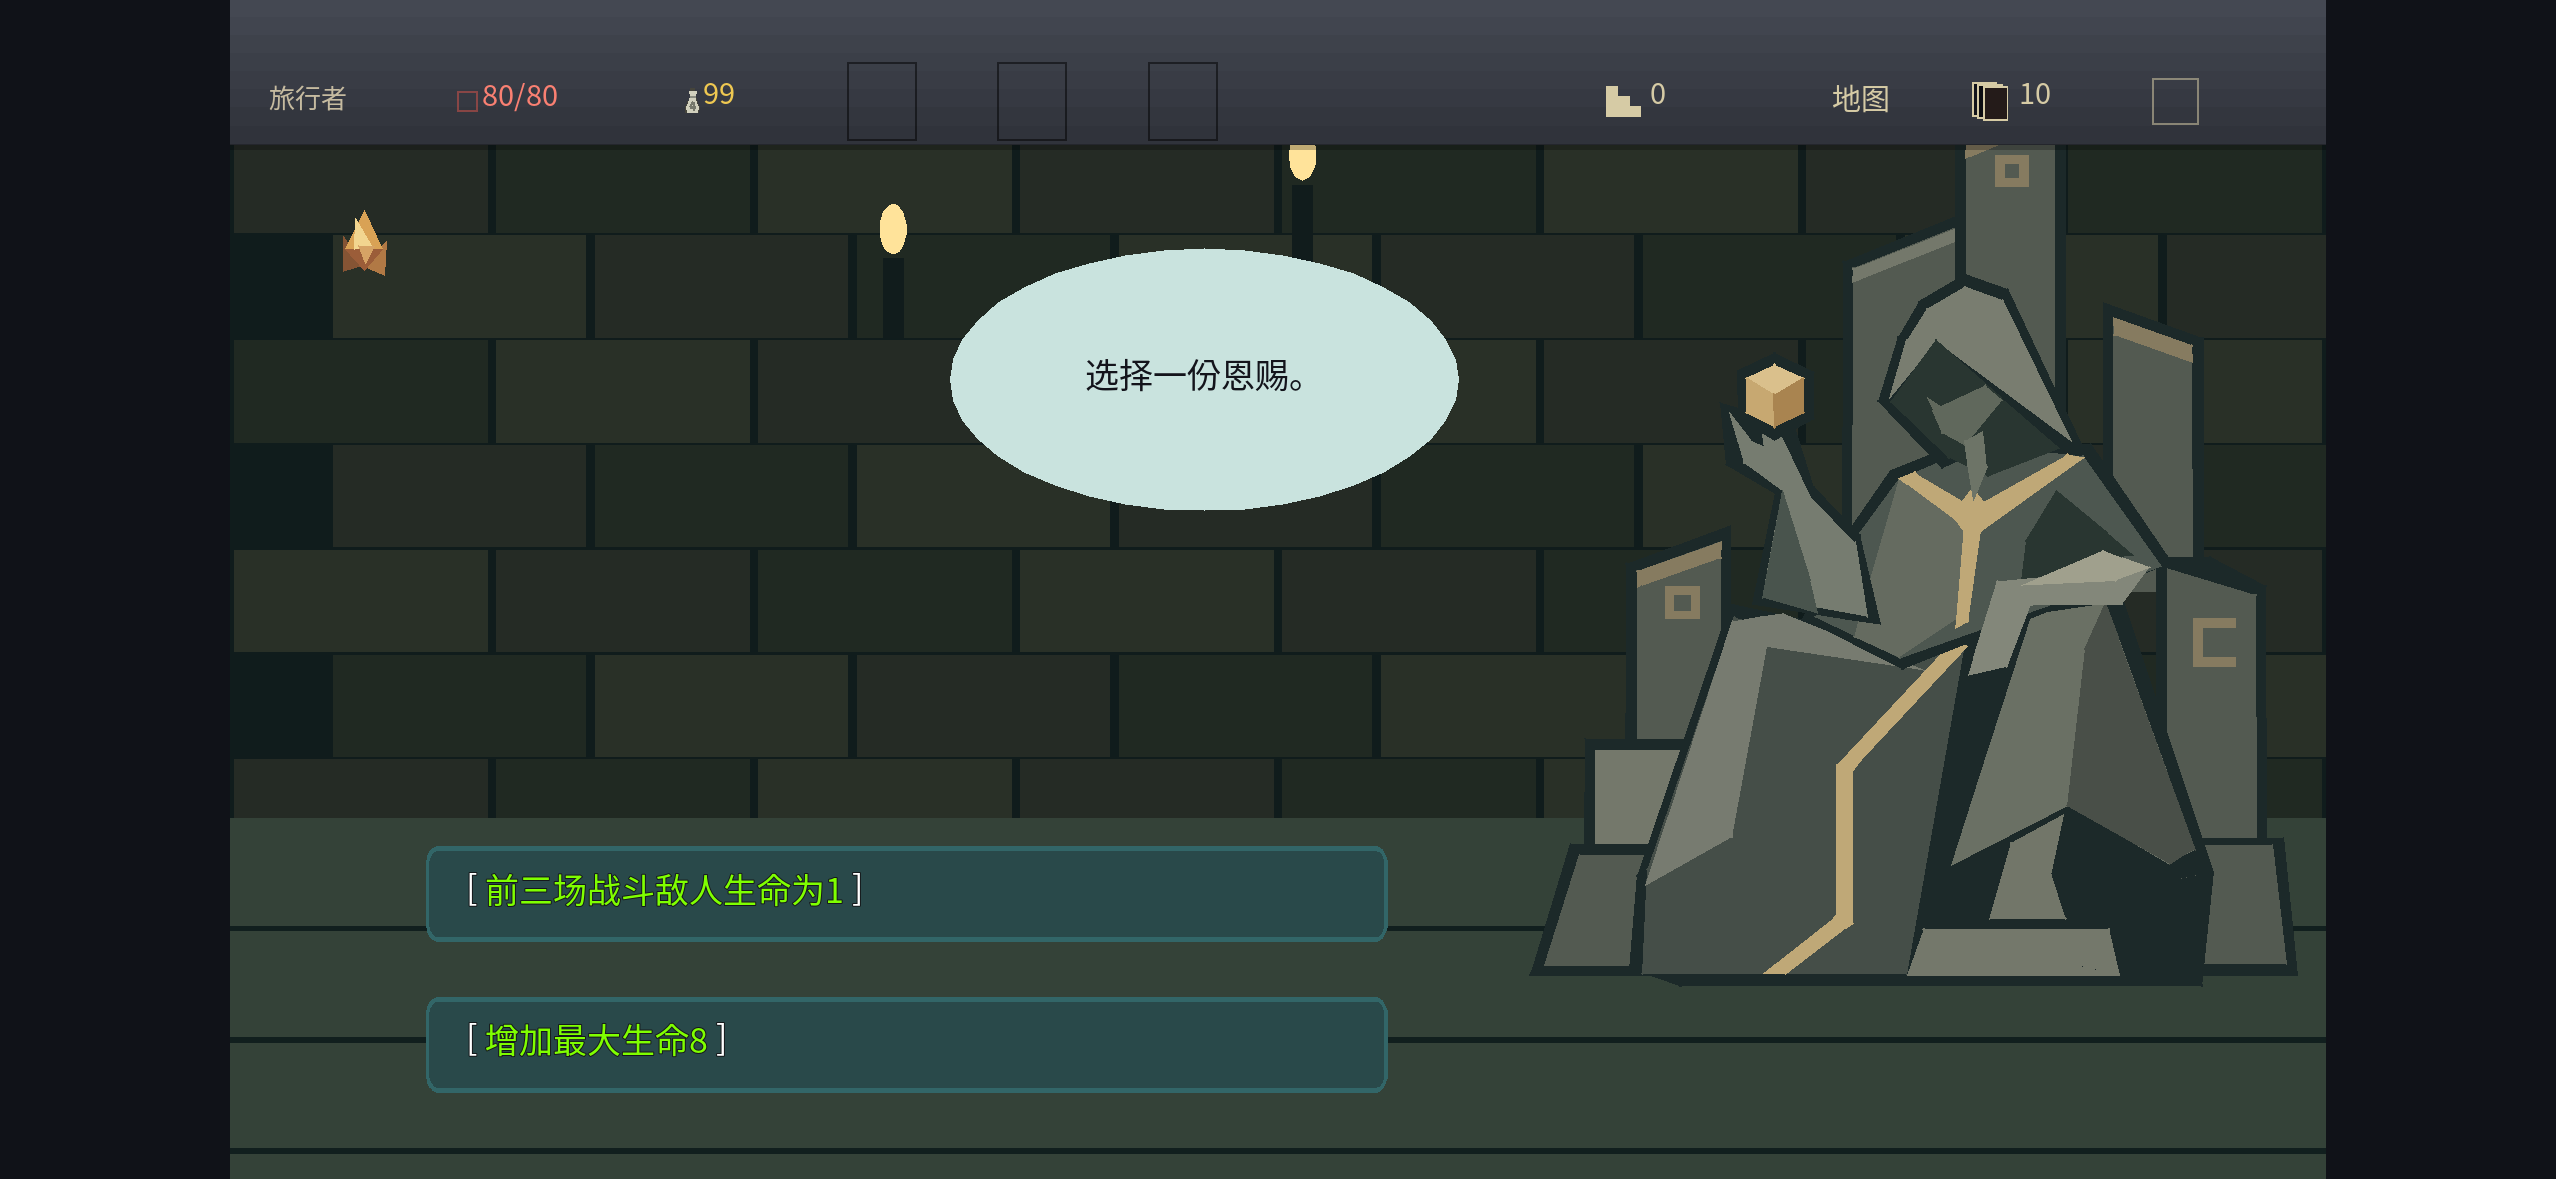 旅行者
80/80
99
0
地图
10
选择一份恩赐。
[ 前三场战斗敌人生命为1 ]
[ 增加最大生命8 ]